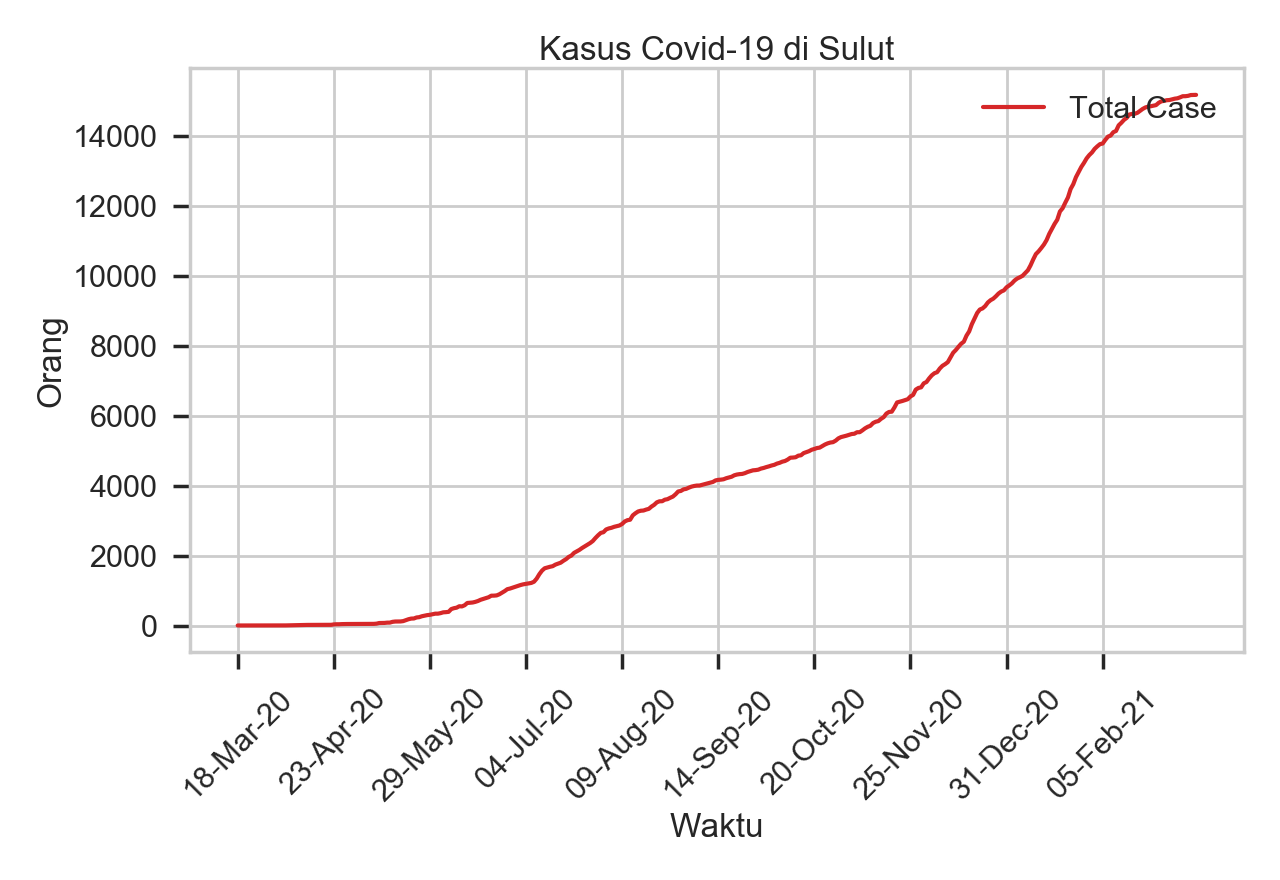 Kasus Covid-19 di Sulut
Total Case
Orang
14000
12000
10000
8000
6000
4000
2000
0
18-Mar-20
23-Apr-20
29-May-20
04-Jul-20
09-Aug-20
14-Sep-20
20-Oct-20
25-Nov-20
31-Dec-20
05-Feb-21
Waktu